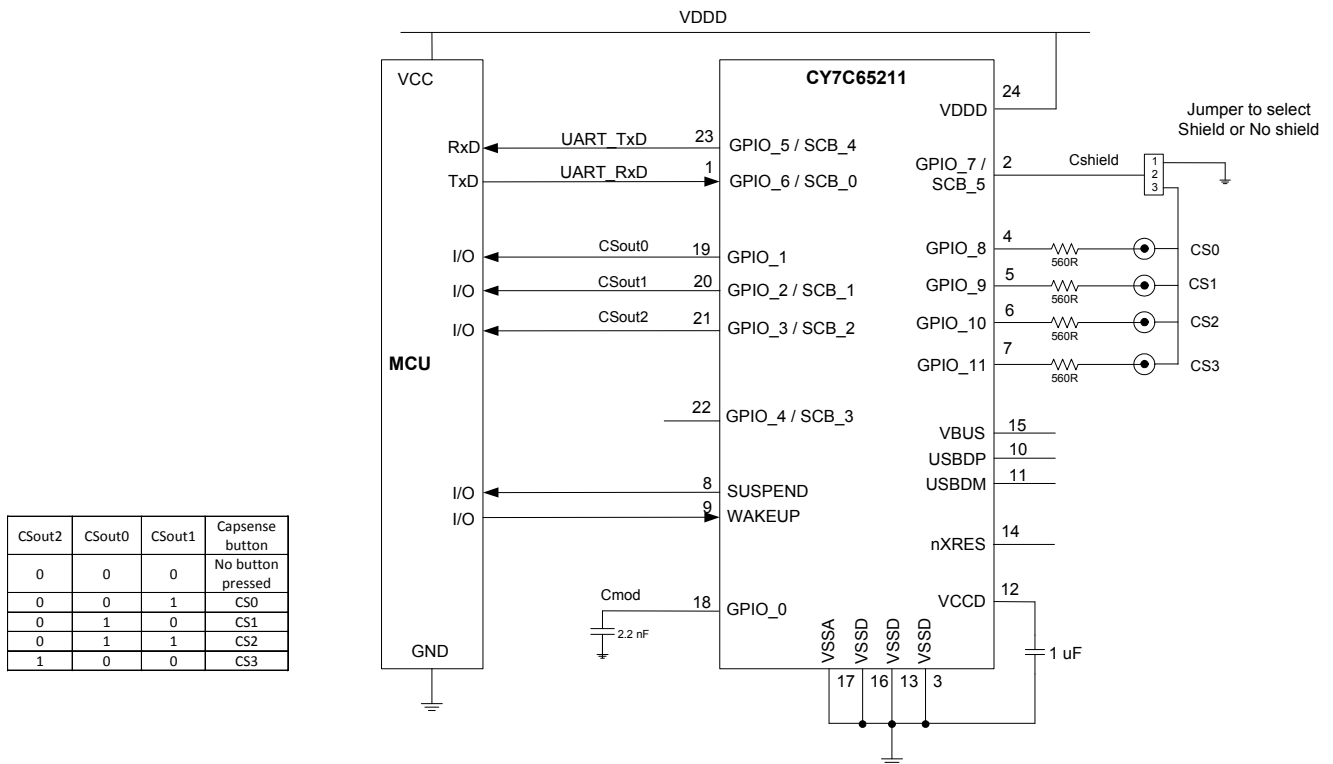 VDDD
VCC
CY7C65211
24
VDDD
Jumper to select
Shield or No shield
RxD
UART_TxD
23
GPIO_5 / SCB_4
TxD
UART_RxD
1
GPIO_6 / SCB_0
GPIO_7 /
SCB_5
2
Cshield
1
2
3
I/O
CSout0
19
GPIO_1
GPIO_8
4
560R
CS0
I/O
CSout1
20
GPIO_2 / SCB_1
GPIO_9
5
560R
CS1
I/O
CSout2
21
GPIO_3 / SCB_2
GPIO_10
6
560R
CS2
MCU
GPIO_11
7
560R
CS3
22
GPIO_4 / SCB_3
VBUS
15
USBDP
10
USBDM
11
I/O
8
SUSPEND
I/O
9
WAKEUP
nXRES
14
Cmod
2.2 nF
18
GPIO_0
VCCD
12
1 uF
GND
VSSA
VSSD
VSSD
VSSD
17
16
13
3
CSout2 CSout0 CSout1 Capsense
button
0 0 0 No button
pressed
0 0 1 CS0
0 1 0 CS1
0 1 1 CS2
1 0 0 CS3